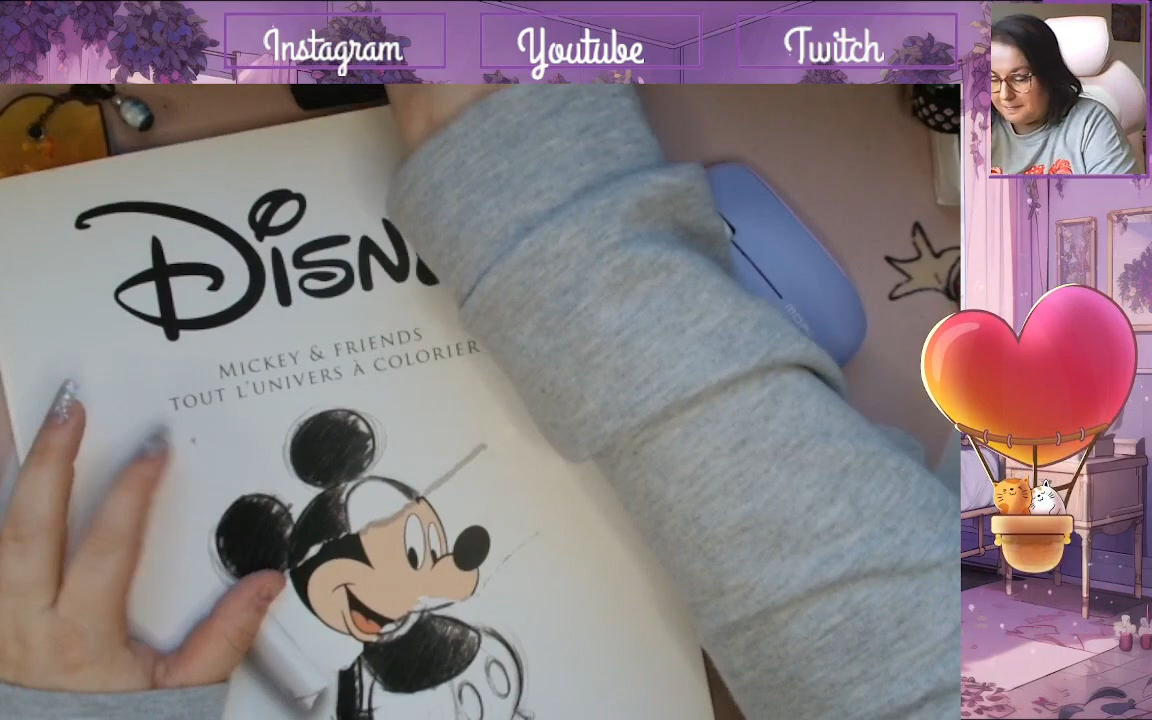 Instagram
Youtube
Twitch
DISN
MICKEY & FRIENDS
TOUT L'UNIVERS À COLORIER